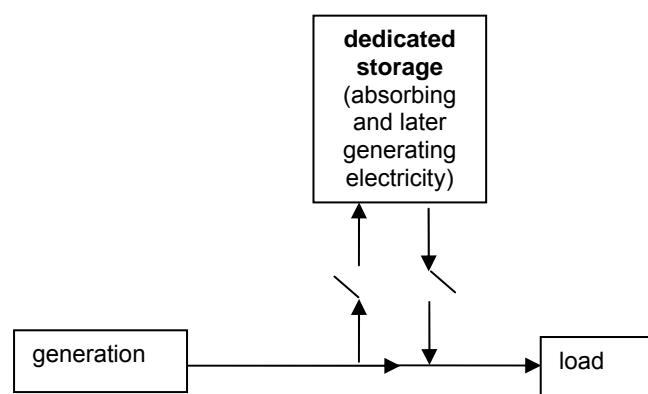 dedicated
storage
(absorbing
and later
generating
electricity)
generation
load